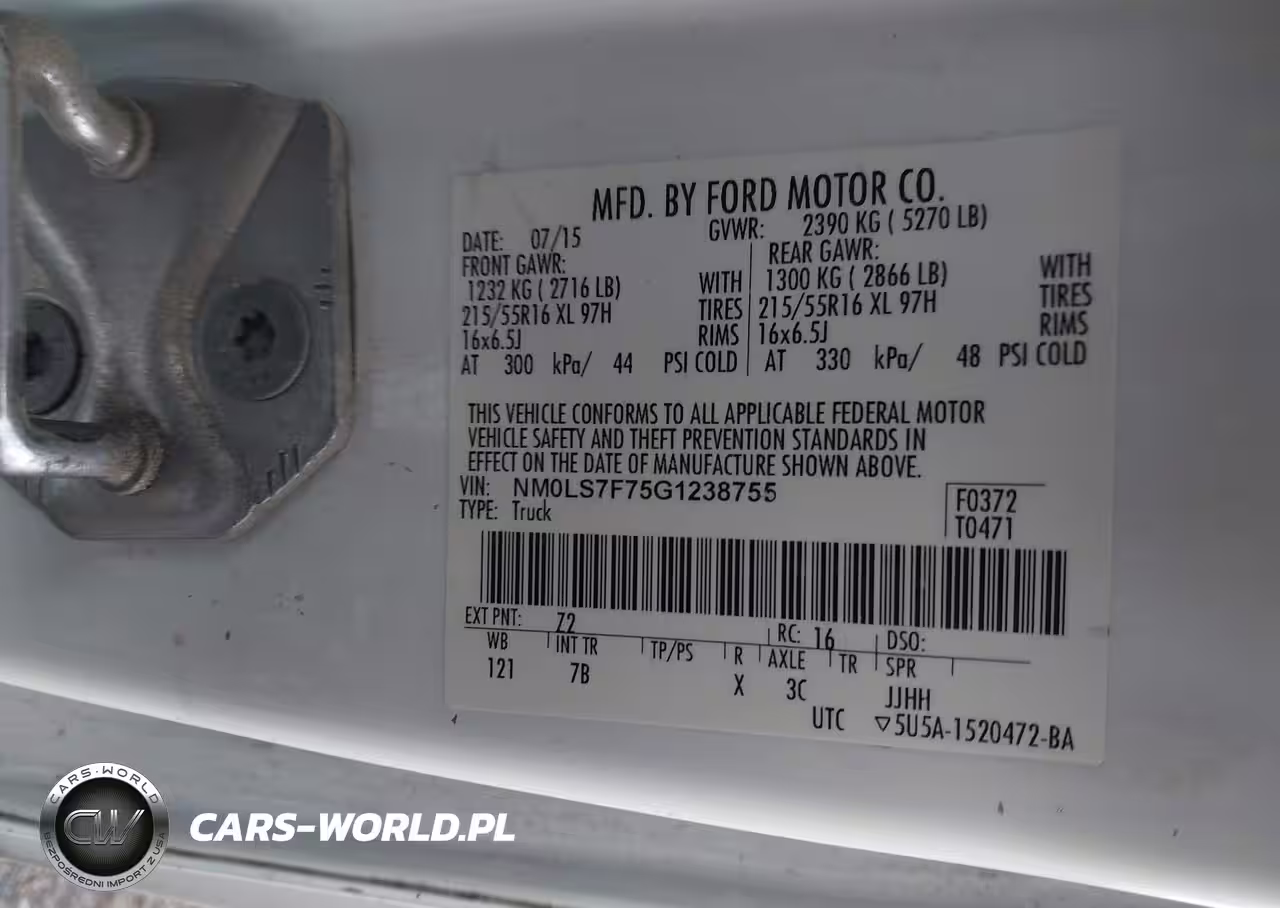 MFD. BY FORD MOTOR CO.
DATE: 07/15 GVWR: 2390 KG ( 5270 LB)
FRONT GAWR: REAR GAWR:
1232 KG ( 2716 LB) WITH 1300 KG ( 2866 LB) WITH
215/55R16 XL 97H TIRES 215/55R16 XL 97H TIRES
16x6.5J RIMS 16x6.5J RIMS
AT 300 kPa/ 44 PSI COLD AT 330 kPa/ 48 PSI COLD
THIS VEHICLE CONFORMS TO ALL APPLICABLE FEDERAL MOTOR
VEHICLE SAFETY AND THEFT PREVENTION STANDARDS IN
EFFECT ON THE DATE OF MANUFACTURE SHOWN ABOVE.
VIN: NM0LS7F75G1238755 F0372
TYPE: Truck T0471
EXT PNT: Z2 RC: 16 DSO:
WB INT TR TP/PS R AXLE TR SPR
121 7B X 3C JJHH
UTC ▽5U5A-1520472-BA
CARS-WORLD
CW
BEZPOŚREDNI IMPORT Z USA
CARS-WORLD.PL